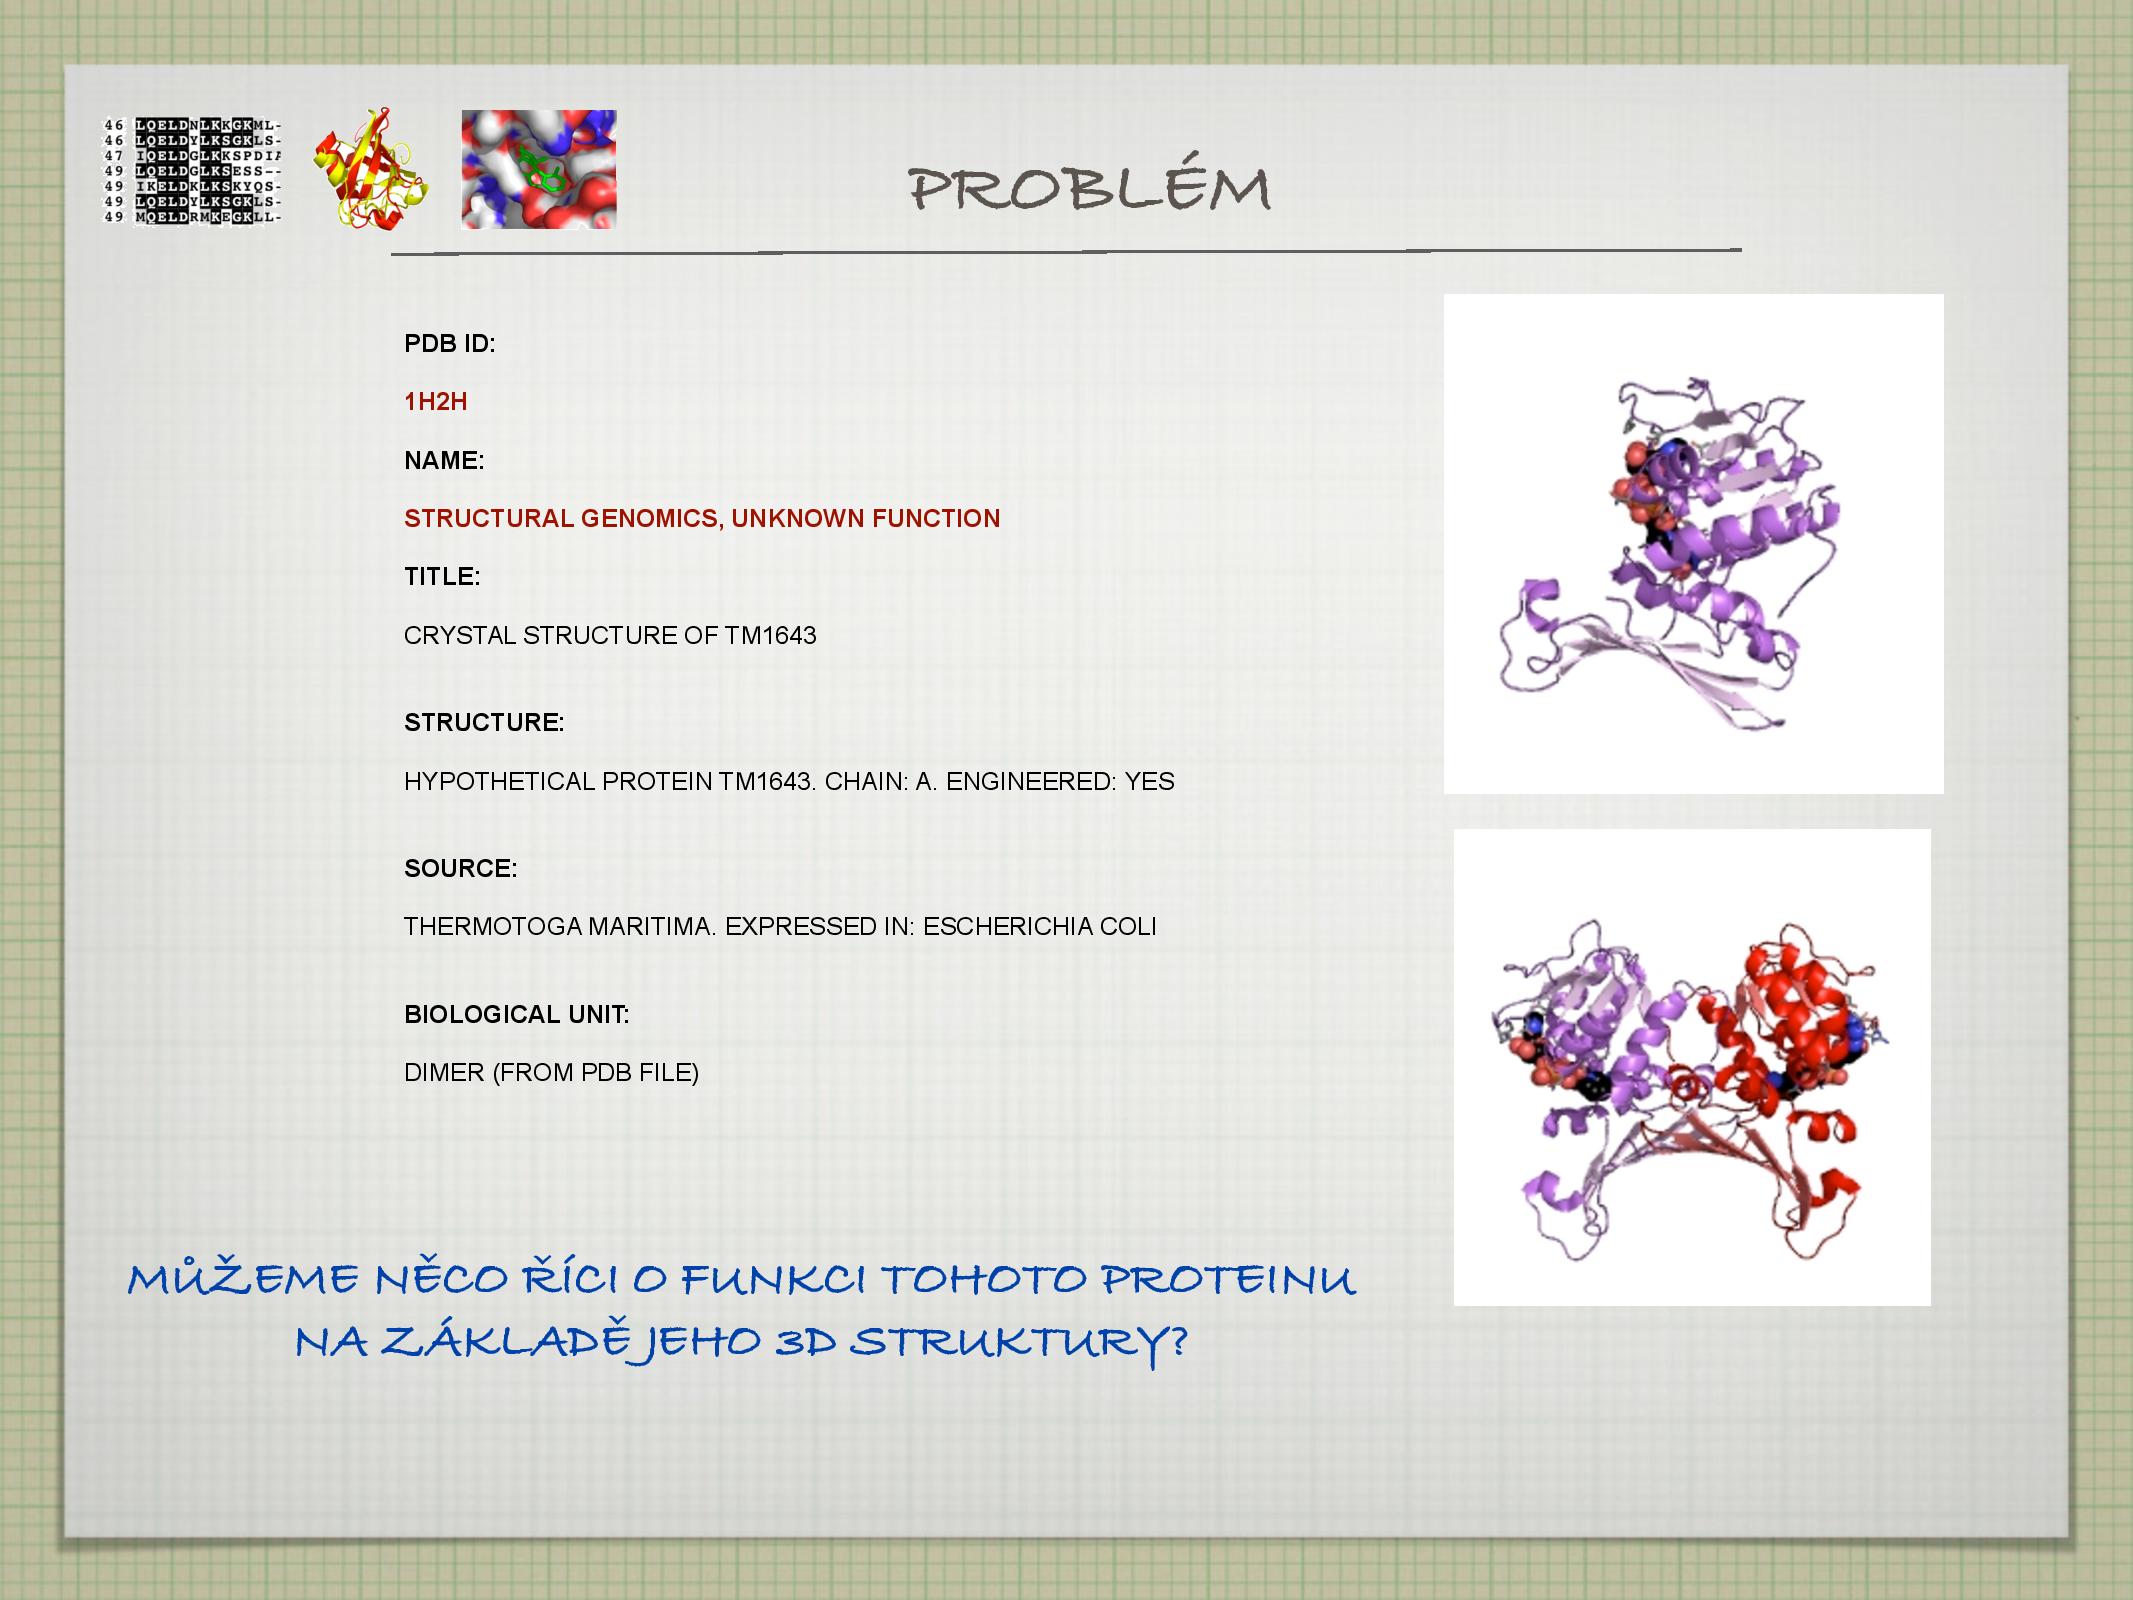 46 LQELDNLKKGKML-
46 LQELDYLKSGKLS-
47 IQELDGLKKSPDIA
49 LQELDGLKSESS--
49 IKELDKLKSKYQS-
49 LQELDYLKSGKLS-
49 MQELDRMKEGKLL-
PROBLÉM
PDB ID:
1H2H
NAME:
STRUCTURAL GENOMICS, UNKNOWN FUNCTION
TITLE:
CRYSTAL STRUCTURE OF TM1643
STRUCTURE:
HYPOTHETICAL PROTEIN TM1643. CHAIN: A. ENGINEERED: YES
SOURCE:
THERMOTOGA MARITIMA. EXPRESSED IN: ESCHERICHIA COLI
BIOLOGICAL UNIT:
DIMER (FROM PDB FILE)
MŮŽEME NĚCO ŘÍCI O FUNKCI TOHOTO PROTEINU
NA ZÁKLADĚ JEHO 3D STRUKTURY?